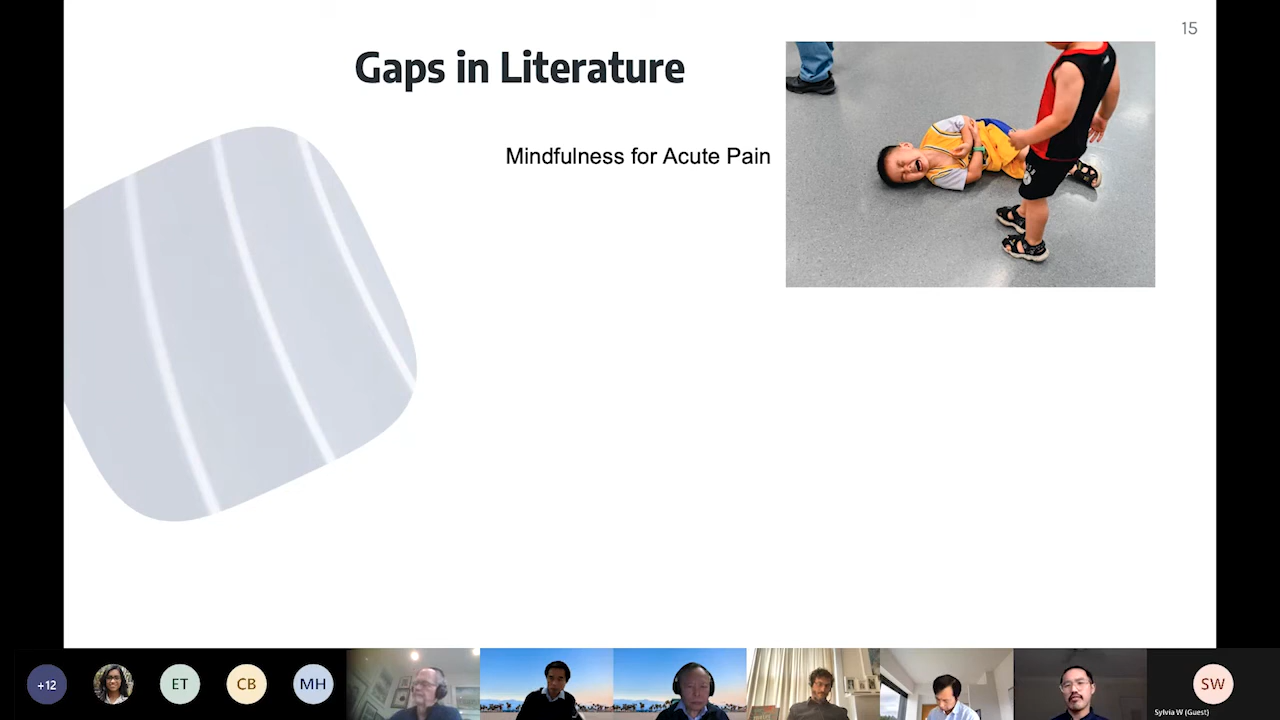 15
Gaps in Literature
Mindfulness for Acute Pain
+12
ET
CB
MH
SW
Sylvia W (Guest)